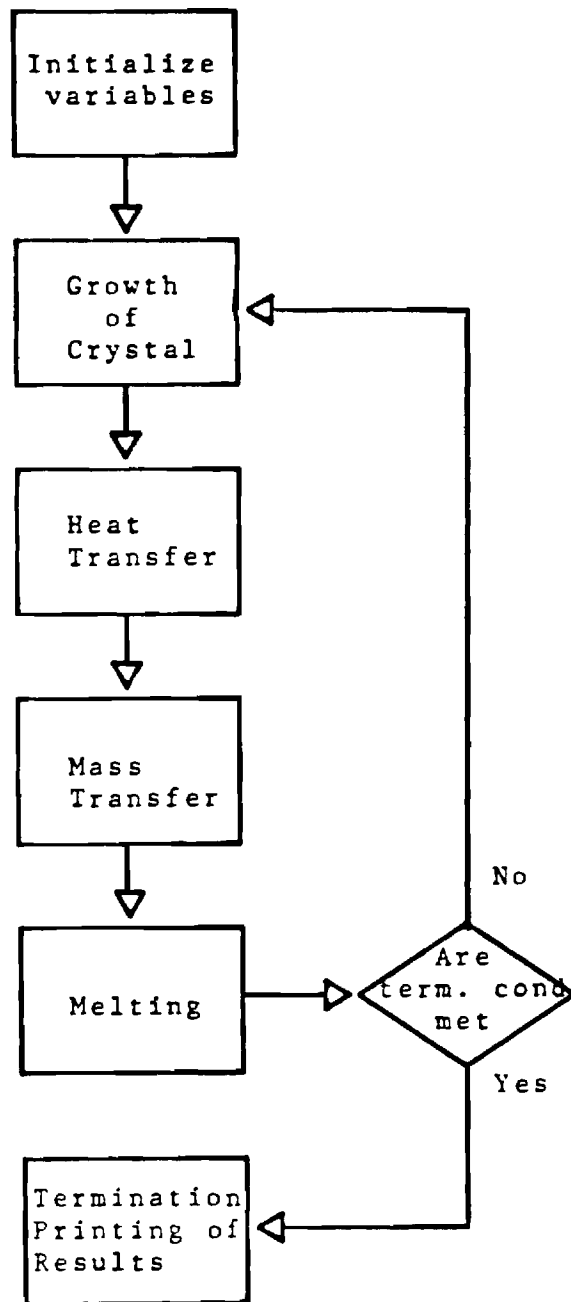 Initialize
variables
Growth
of
Crystal
Heat
Transfer
Mass
Transfer
No
Are
term. cond
met
Melting
Yes
Termination
Printing of
Results